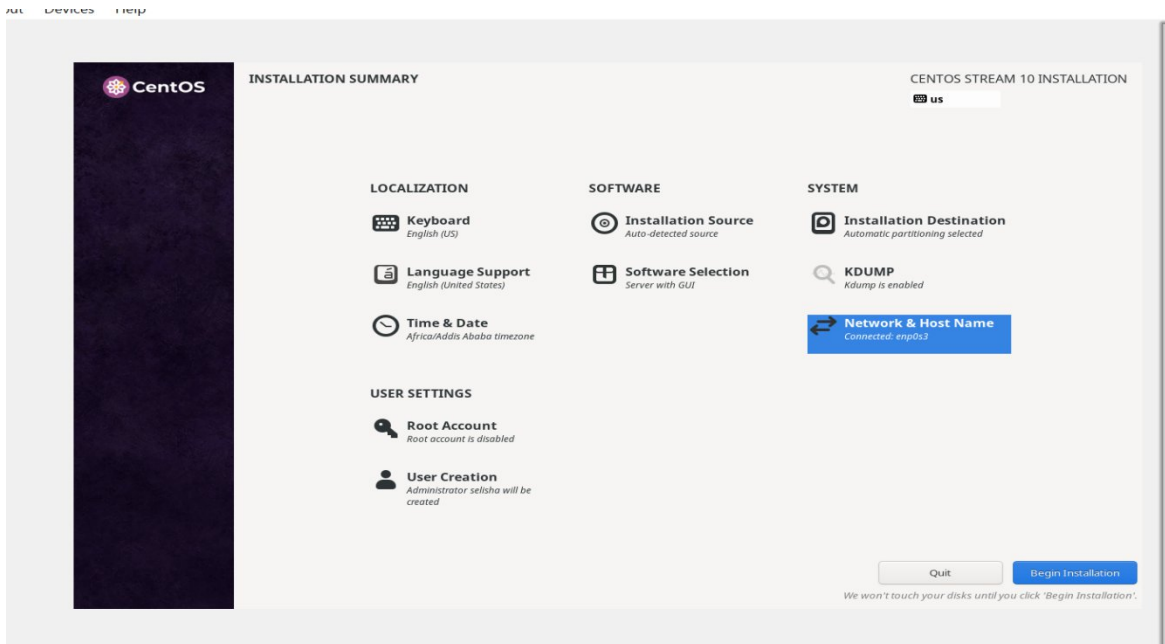 Devices Help
CentOS
INSTALLATION SUMMARY
CENTOS STREAM 10 INSTALLATION
us
LOCALIZATION
Keyboard
English (US)
Language Support
English (United States)
Time & Date
Africa/Addis Ababa timezone
SOFTWARE
Installation Source
Auto-detected source
Software Selection
Server with GUI
SYSTEM
Installation Destination
Automatic partitioning selected
KDUMP
Kdump is enabled
Network & Host Name
Connected: enp0s3
USER SETTINGS
Root Account
Root account is disabled
User Creation
Administrator selisha will be
created
Quit
Begin Installation
We won't touch your disks until you click 'Begin Installation'.